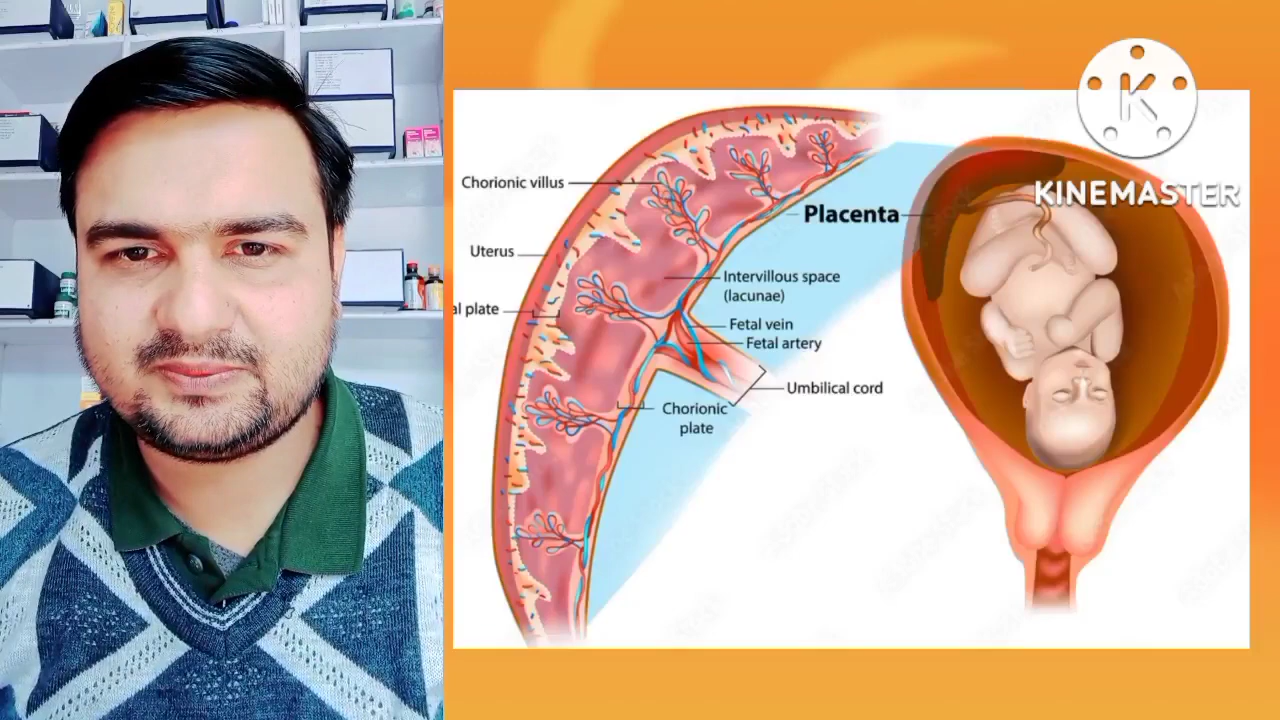 K
KINEMASTER
Chorionic villus
Placenta
Uterus
Intervillous space
(lacunae)
al plate
Fetal vein
Fetal artery
Umbilical cord
Chorionic
plate